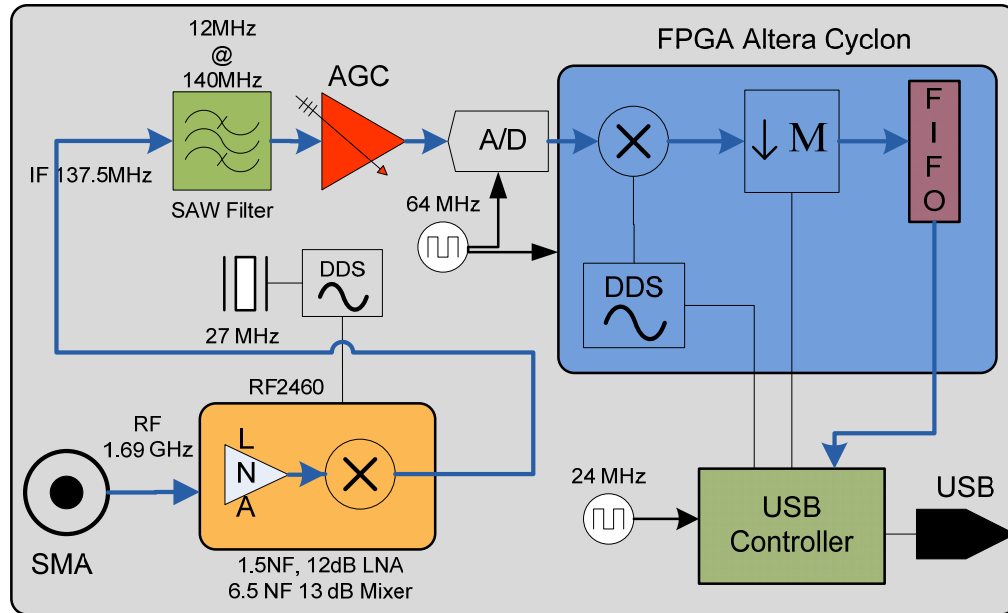 12MHz
@
140MHz
AGC
FPGA Altera Cyclon
A/D
↓ M
FIFO
IF 137.5MHz
SAW Filter
64 MHz
DDS
DDS
27 MHz
RF2460
RF
1.69 GHz
LNA
24 MHz
USB
Controller
USB
SMA
1.5NF, 12dB LNA
6.5 NF 13 dB Mixer